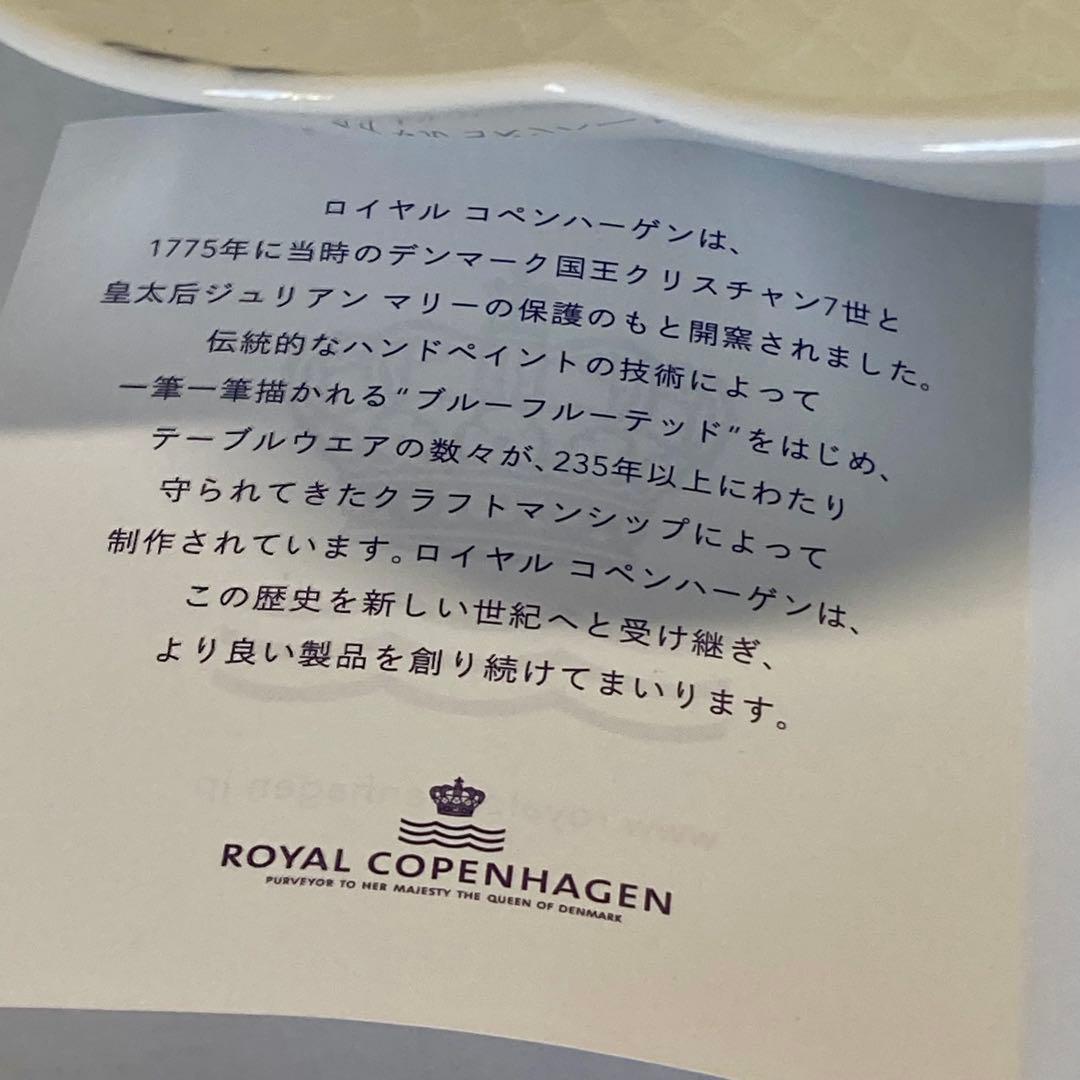 ロイヤル コペンハーゲンは、
1775年に当時のデンマーク国王クリスチャン7世と
皇太后ジュリアン マリーの保護のもと開窯されました。
伝統的なハンドペイントの技術によって
一筆一筆描かれる“ブルーフルーテッド”をはじめ、
テーブルウエアの数々が、235年以上にわたり
守られてきたクラフトマンシップによって
制作されています。ロイヤル コペンハーゲンは、
この歴史を新しい世紀へと受け継ぎ、
より良い製品を創り続けてまいります。
ROYAL COPENHAGEN
PURVEYOR TO HER MAJESTY THE QUEEN OF DENMARK